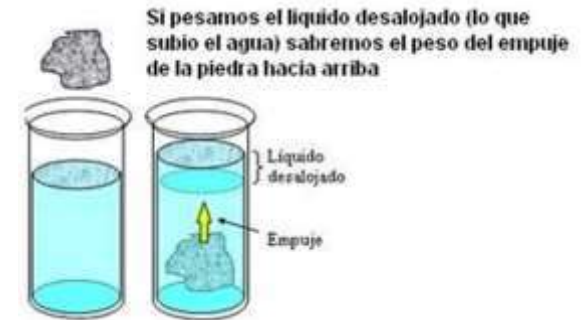 Si pesamos el liquido desalojado (lo que
subio el agua) sabremos el peso del empuje
de la piedra hacia arriba
Líquido
desalojado
Empuje